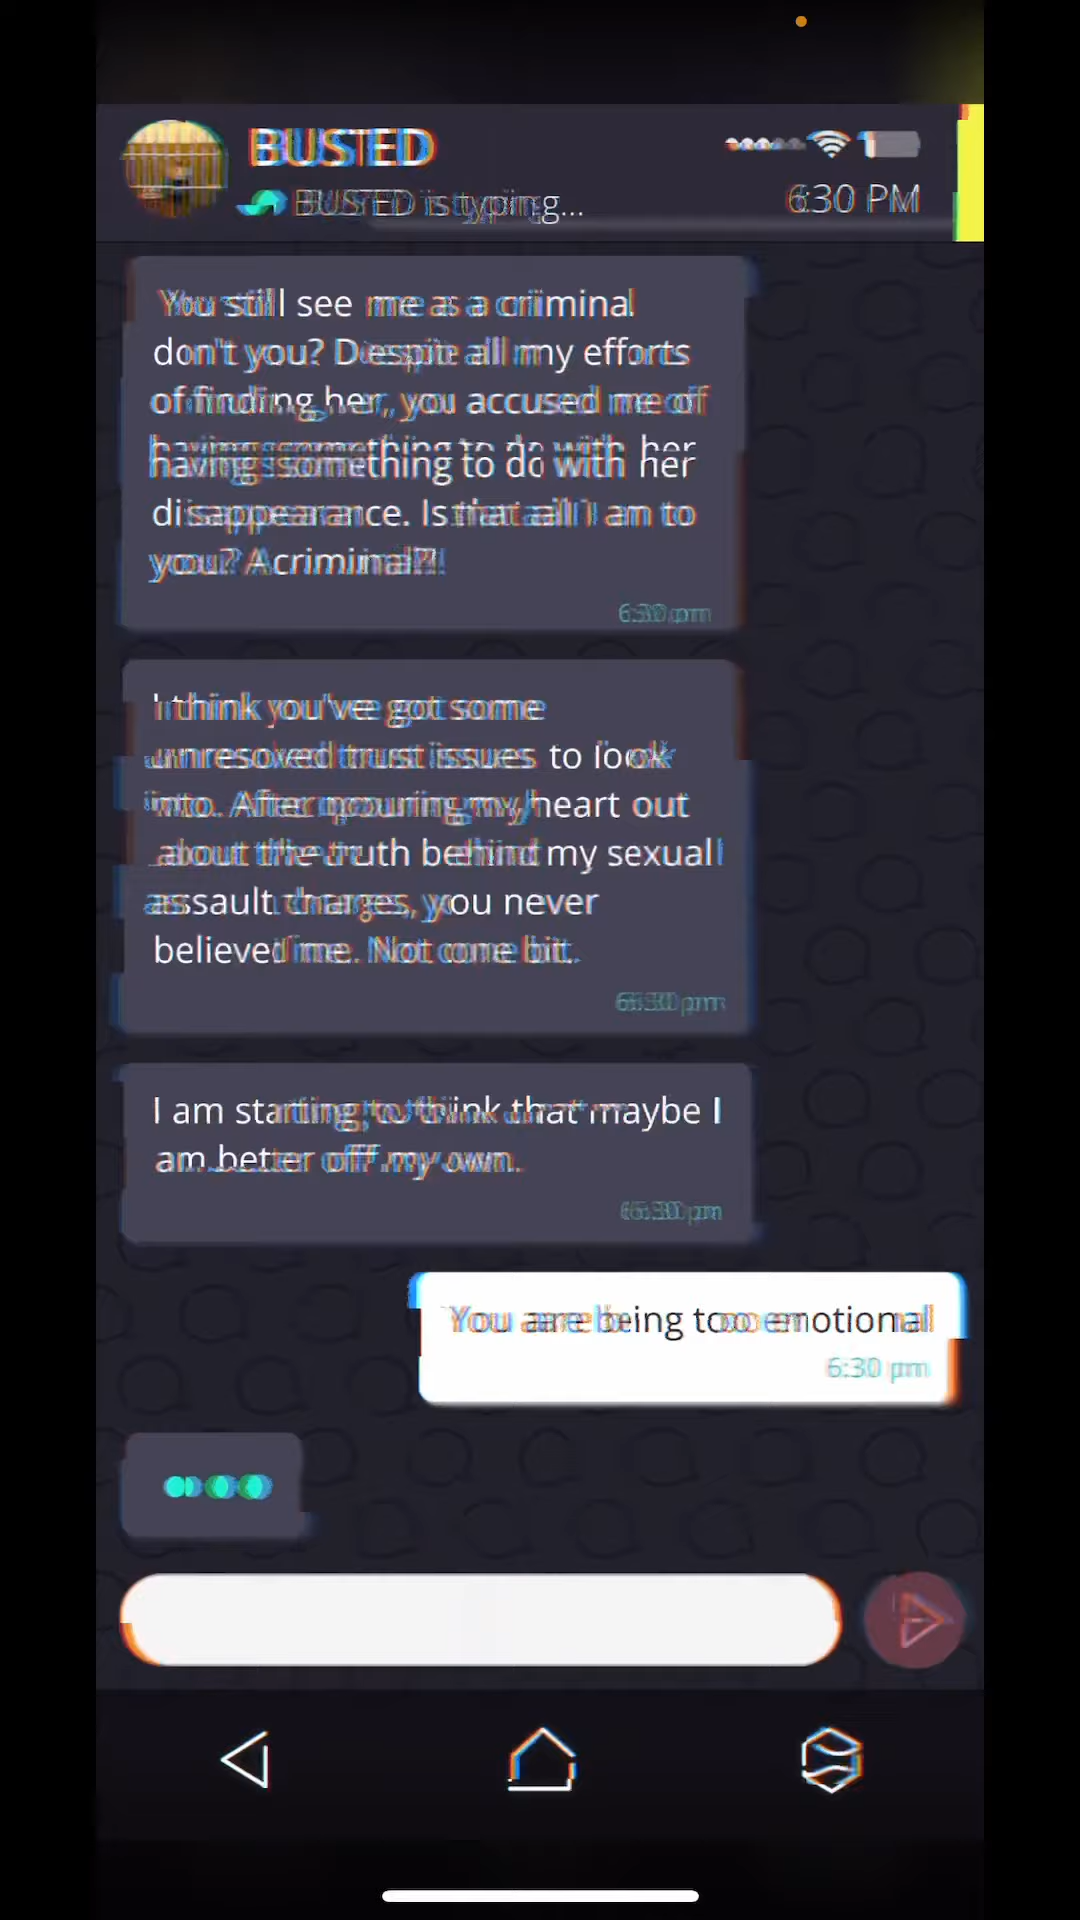 BUSTED
BUSTED is typing...
6:30 PM
You still see me as a criminal
don't you? Despite all my efforts
of finding her, you accused me of
having something to do with her
disappearance. Is that all I am to
you? A criminal?!
6:30 pm
I think you've got some
unresoved trust issues to look
into. After pouring my heart out
about the truth behind my sexual
assault charges, you never
believed me. Not one bit.
6:30 pm
I am starting to think that maybe I
am better off my own.
6:30 pm
You are being too emotional
6:30 pm